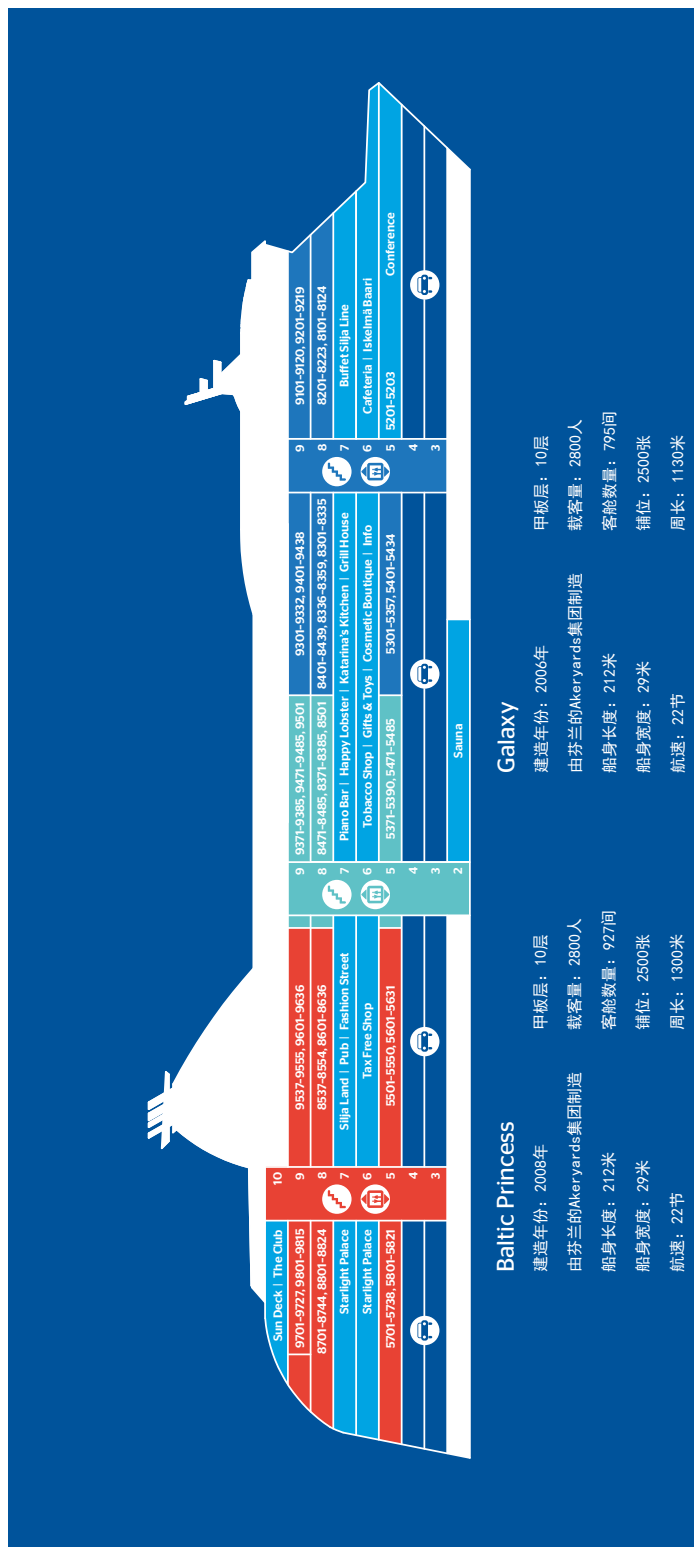 Sun Deck | The Club
10
9701-9727, 9801-9815
9
9537-9555, 9601-9636
9
9371-9385, 9471-9485, 9501
9301-9332, 9401-9438
9
9101-9120, 9201-9219
8701-8744, 8801-8824
8
8537-8554, 8601-8636
8
8471-8485, 8371-8385, 8501
8401-8439, 8336-8359, 8301-8335
8
8201-8223, 8101-8124
Starlight Palace
7
Silja Land | Pub | Fashion Street
7
Piano Bar | Happy Lobster | Katarina's Kitchen | Grill House
7
Buffet Silja Line
Starlight Palace
6
Tax Free Shop
6
Tobacco Shop | Gifts & Toys | Cosmetic Boutique | Info
6
Cafeteria | Iskelmä Baari
5701-5738, 5801-5821
5
5501-5550, 5601-5631
5
5371-5390, 5471-5485
5301-5357, 5401-5434
5
5201-5203
Conference
4
4
4
3
3
3
2
Sauna
Baltic Princess
建造年份：2008年
甲板层：10层
由芬兰的Akeryards集团制造
载客量：2800人
船身长度：212米
客舱数量：927间
船身宽度：29米
铺位：2500张
航速：22节
周长：1300米
Galaxy
建造年份：2006年
甲板层：10层
由芬兰的Akeryards集团制造
载客量：2800人
船身长度：212米
客舱数量：795间
船身宽度：29米
铺位：2500张
航速：22节
周长：1130米